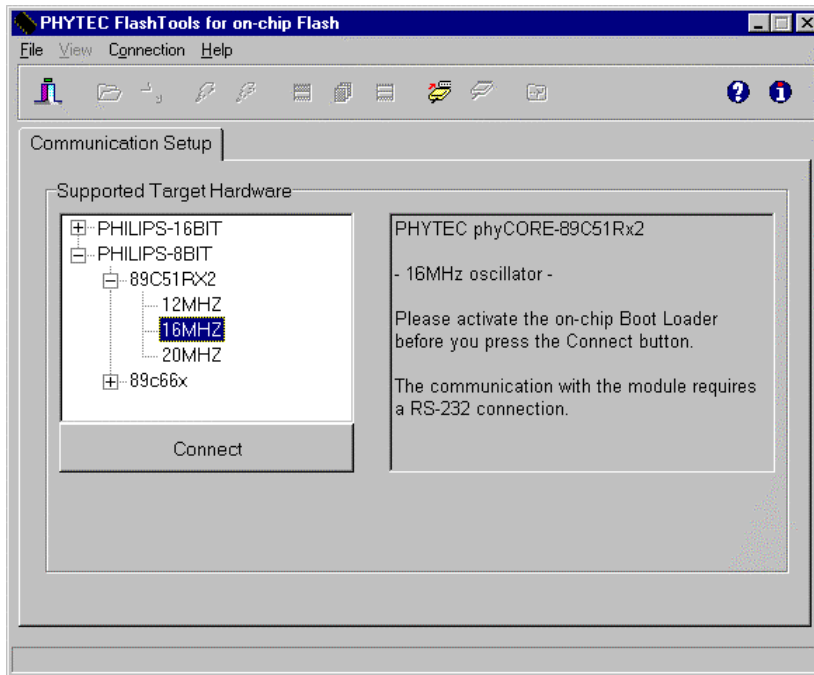 PHYTEC FlashTools for on-chip Flash
File View Connection Help
Communication Setup
Supported Target Hardware
PHILIPS-16BIT
PHILIPS-8BIT
89C51RX2
12MHZ
16MHZ
20MHZ
89c66x
Connect
PHYTEC phyCORE-89C51Rx2
- 16MHz oscillator -
Please activate the on-chip Boot Loader
before you press the Connect button.
The communication with the module requires
a RS-232 connection.